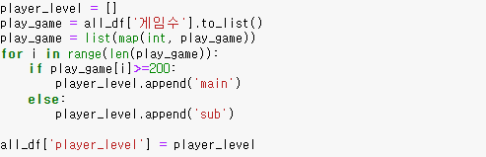 player_level = []
play_game = all_df['게임수'].to_list()
play_game = list(map(int, play_game))
for i in range(len(play_game)):
    if play_game[i]>=200:
        player_level.append('main')
    else:
        player_level.append('sub')
all_df['player_level'] = player_level